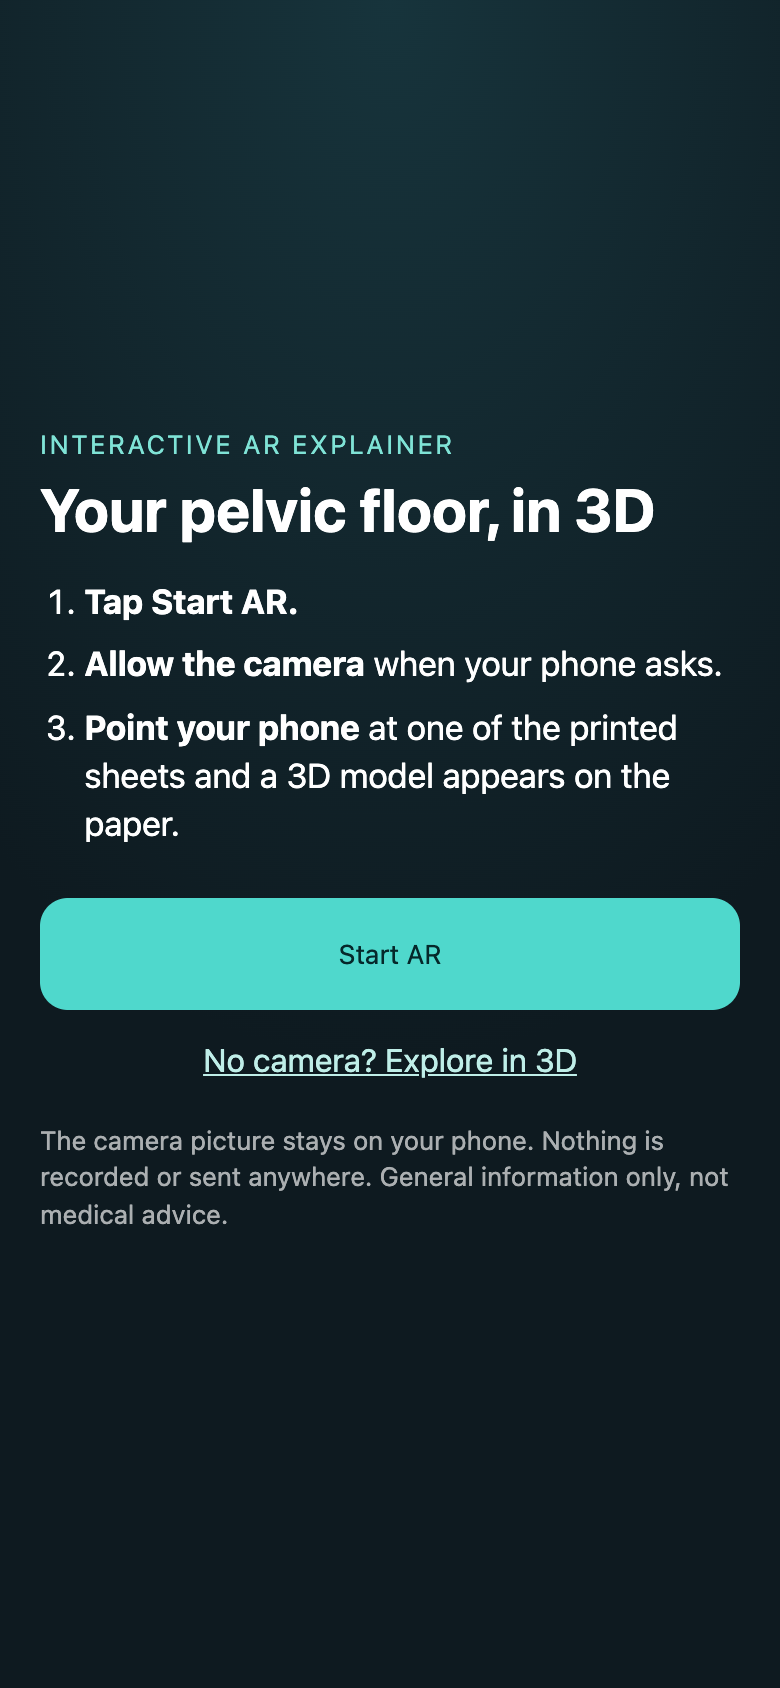 INTERACTIVE AR EXPLAINER
Your pelvic floor, in 3D
1. Tap Start AR.
2. Allow the camera when your phone asks.
3. Point your phone at one of the printed
sheets and a 3D model appears on the
paper.
Start AR
No camera? Explore in 3D
The camera picture stays on your phone. Nothing is
recorded or sent anywhere. General information only, not
medical advice.